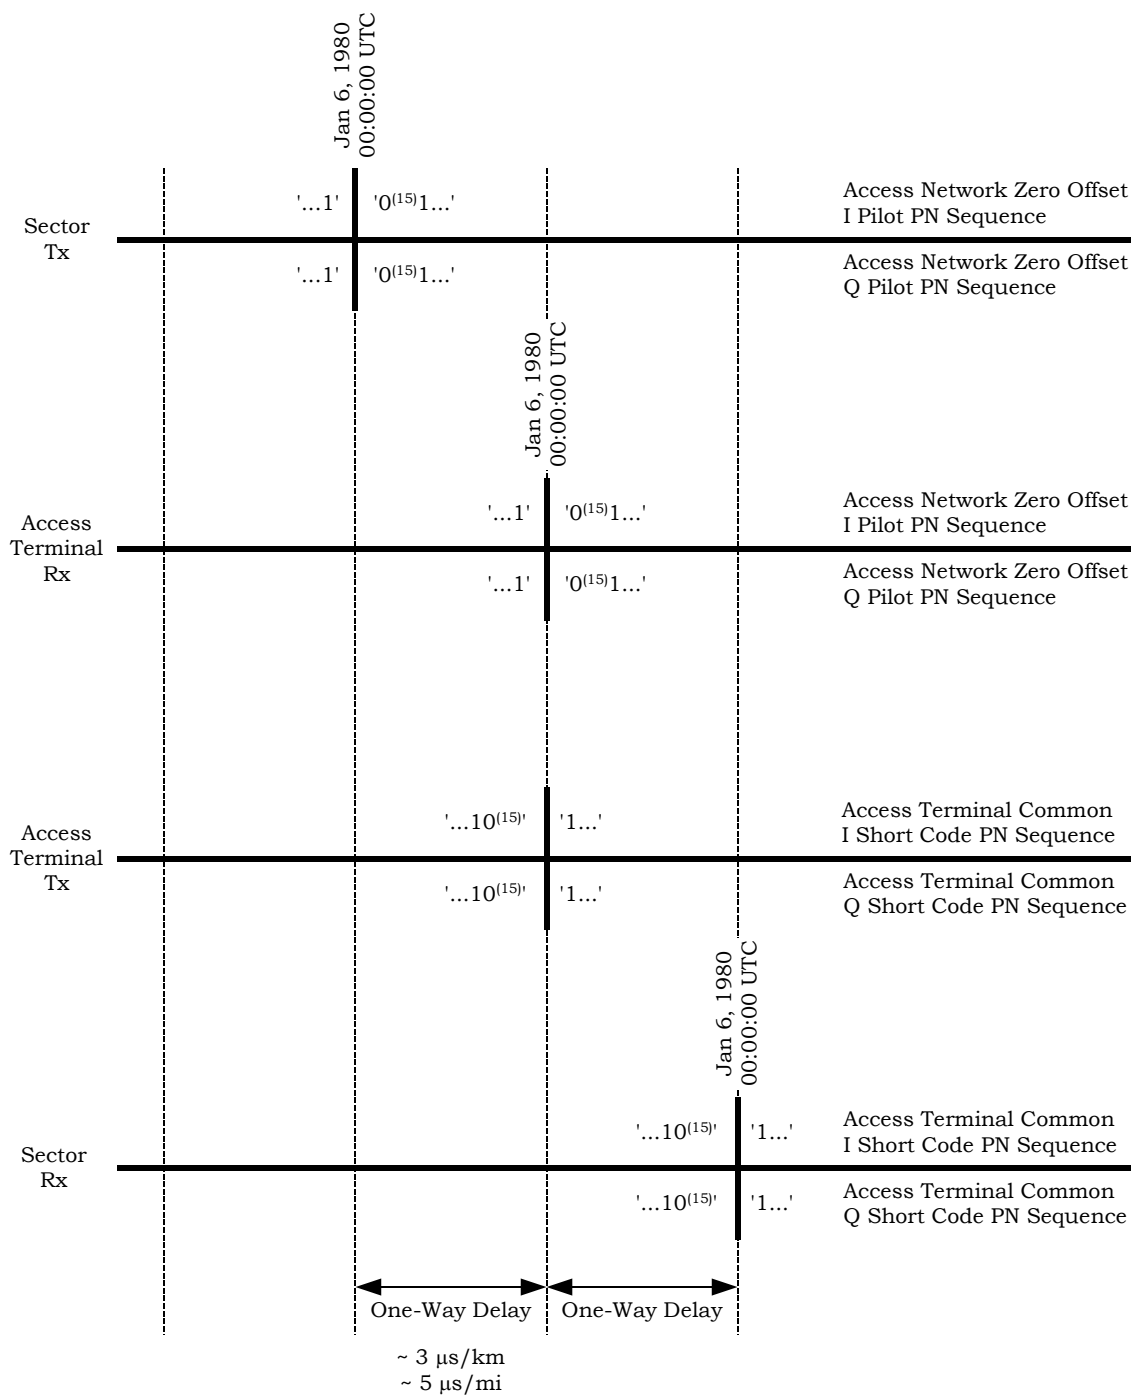 Jan 6, 1980
00:00:00 UTC
Sector
Tx
'...1' '0(15)1...'
Access Network Zero Offset
I Pilot PN Sequence
'...1' '0(15)1...'
Access Network Zero Offset
Q Pilot PN Sequence
Jan 6, 1980
00:00:00 UTC
Access
Terminal
Rx
'...1' '0(15)1...'
Access Network Zero Offset
I Pilot PN Sequence
'...1' '0(15)1...'
Access Network Zero Offset
Q Pilot PN Sequence
Access
Terminal
Tx
'...10(15)' '1...'
Access Terminal Common
I Short Code PN Sequence
'...10(15)' '1...'
Access Terminal Common
Q Short Code PN Sequence
Jan 6, 1980
00:00:00 UTC
Sector
Rx
'...10(15)' '1...'
Access Terminal Common
I Short Code PN Sequence
'...10(15)' '1...'
Access Terminal Common
Q Short Code PN Sequence
One-Way Delay One-Way Delay
~ 3 μs/km
~ 5 μs/mi